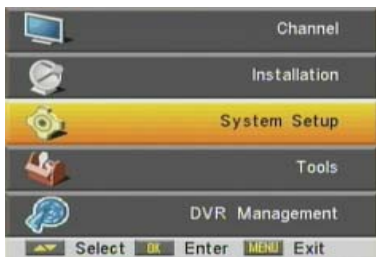 Channel
Installation
System Setup
Tools
DVR Management
Select OK Enter MENU Exit